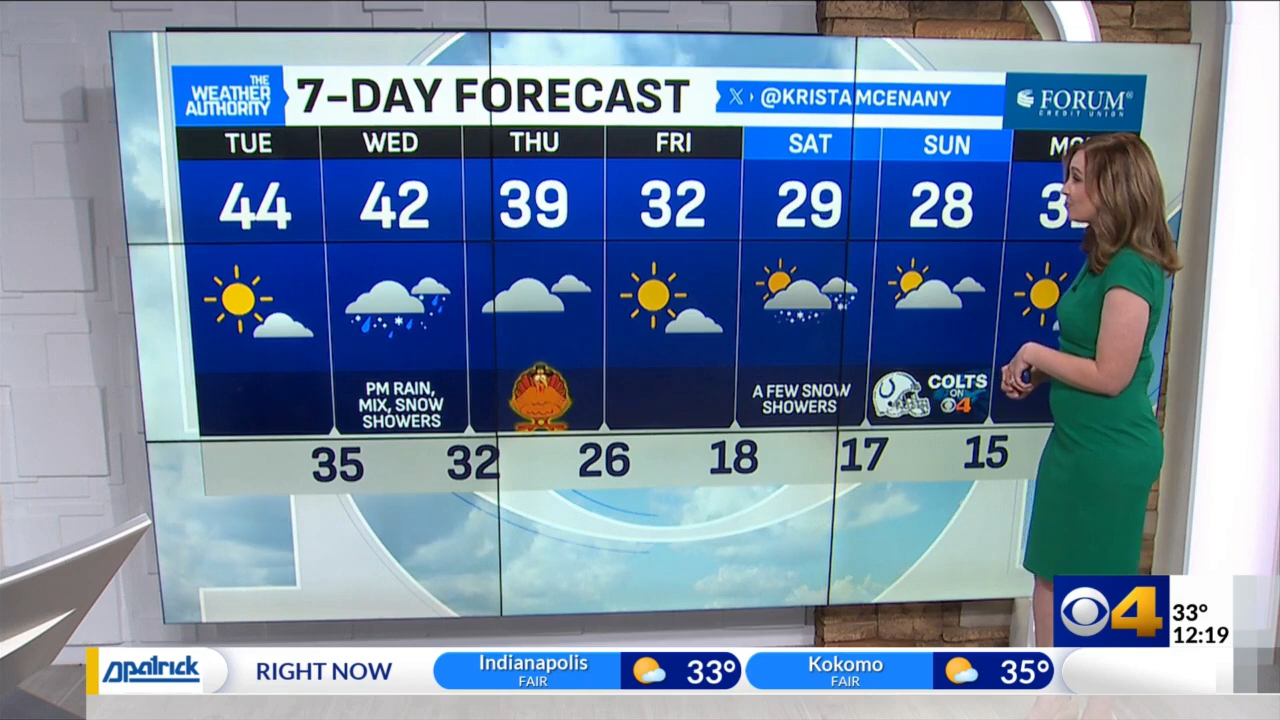 THE
WEATHER
AUTHORITY
7-DAY FORECAST
X @KRISTAMCENANY
FORUM®
CREDIT UNION
TUE WED THU FRI SAT SUN
44 42 39 32 29 28
PM RAIN,
MIX, SNOW
SHOWERS
A FEW SNOW
SHOWERS
COLTS
ON
4
35 32 26 18 17 15
4
33°
12:19
apatrick
RIGHT NOW
Indianapolis
FAIR
33°
Kokomo
FAIR
35°